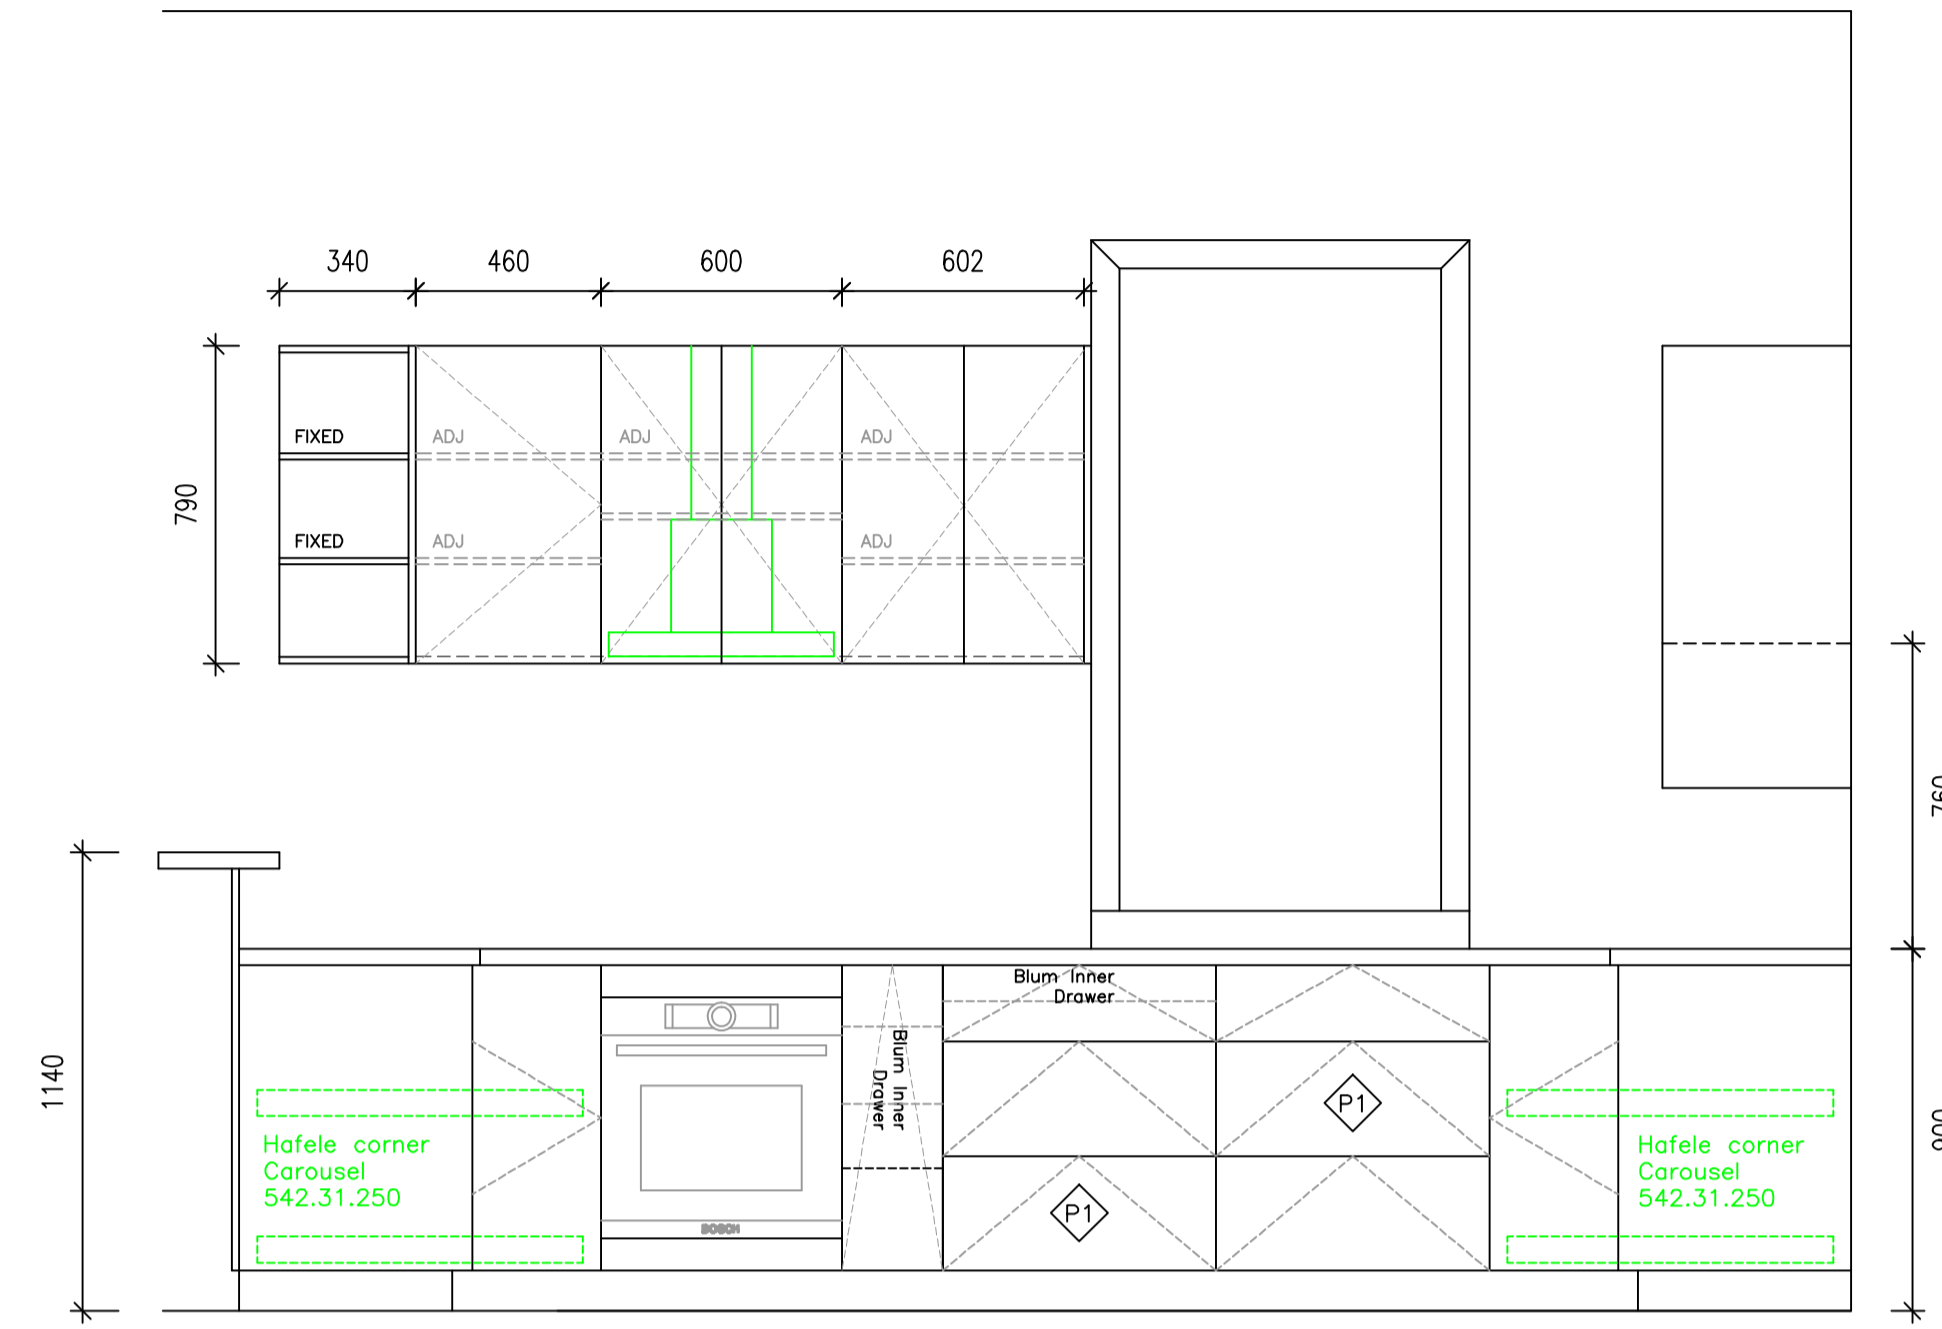 340 460 600 602
FIXED ADJ ADJ ADJ
790
FIXED ADJ ADJ
760
1140
Blum Inner
Drawer
Blum Inner
Drawer
P1
Hafele corner
Carousel
542.31.250
Hafele corner
Carousel
542.31.250
P1
BOSCH